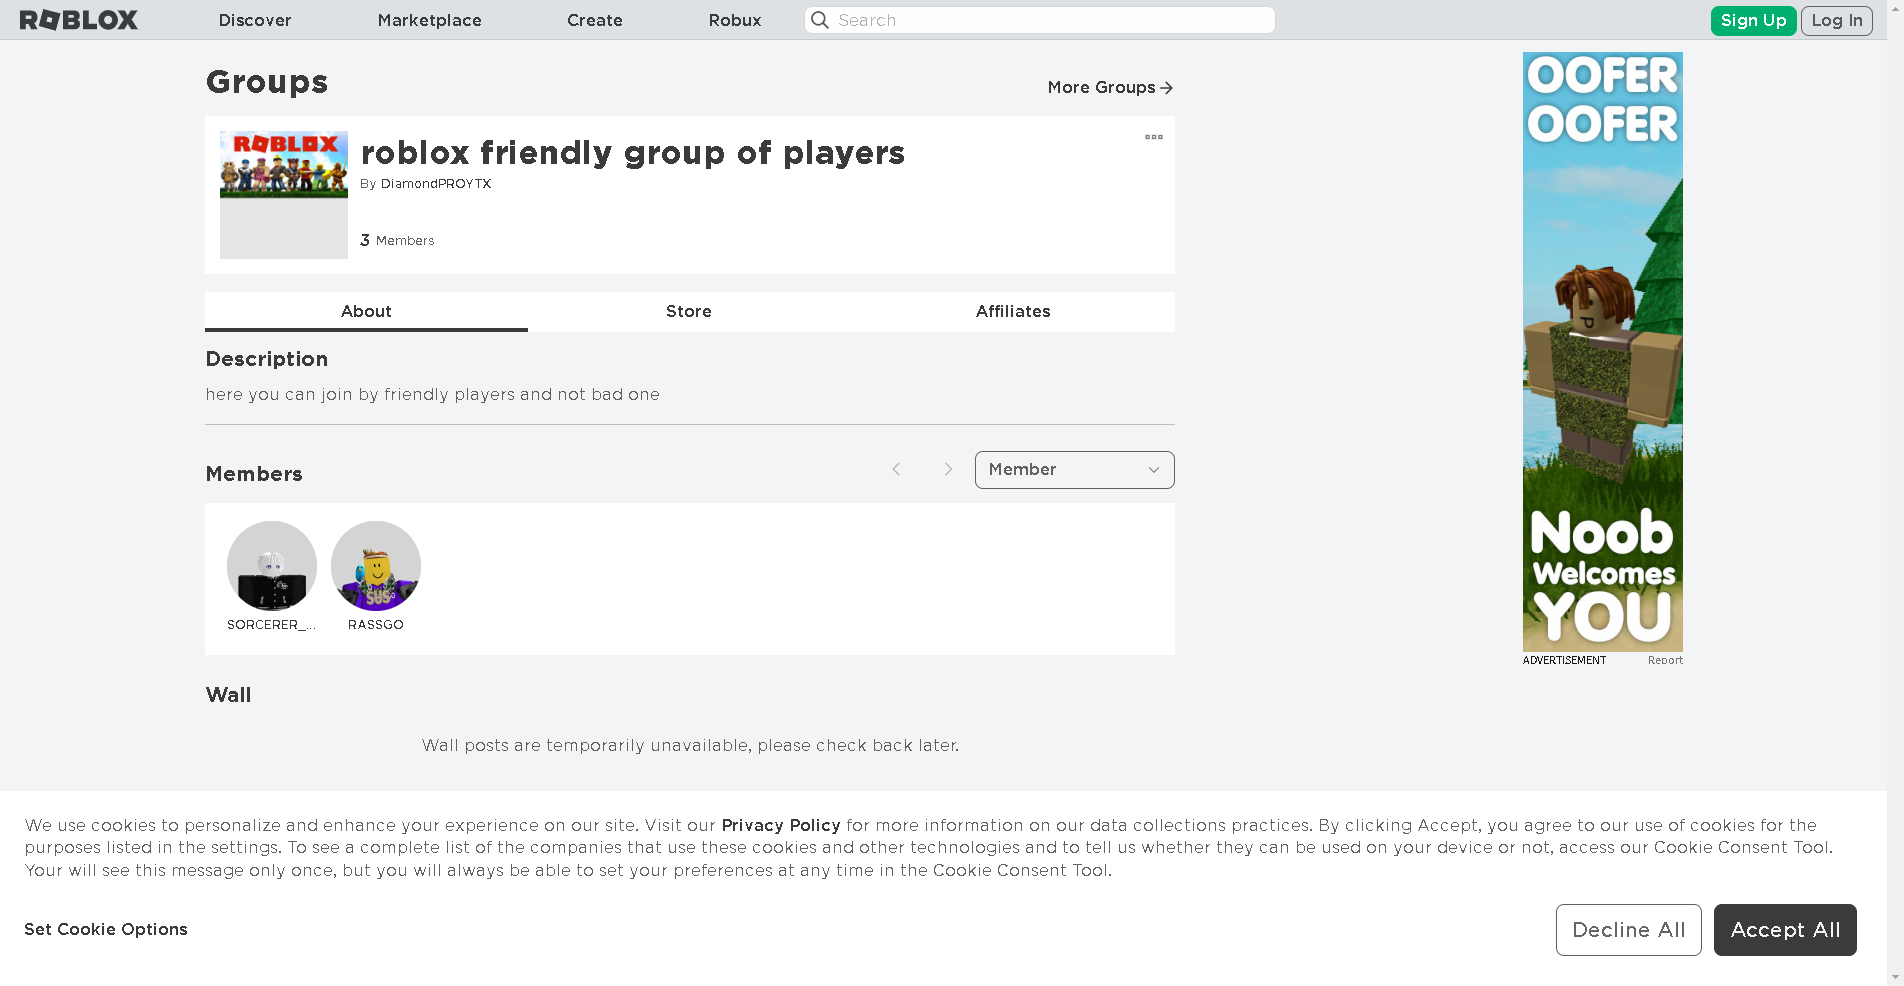 ROBLOX
Discover
Marketplace
Create
Robux
Search
Sign Up
Log In
Groups
More Groups
ROBLOX
roblox friendly group of players
By DiamondPROYTX
3 Members
About
Store
Affiliates
Description
here you can join by friendly players and not bad one
Members
Member
SORCERER_...
RASSGO
SUS
Wall
Wall posts are temporarily unavailable, please check back later.
OOFER
OOFER
Noob
Welcomes
YOU
ADVERTISEMENT
Report
We use cookies to personalize and enhance your experience on our site. Visit our Privacy Policy for more information on our data collections practices. By clicking Accept, you agree to our use of cookies for the
purposes listed in the settings. To see a complete list of the companies that use these cookies and other technologies and to tell us whether they can be used on your device or not, access our Cookie Consent Tool.
Your will see this message only once, but you will always be able to set your preferences at any time in the Cookie Consent Tool.
Set Cookie Options
Decline All
Accept All